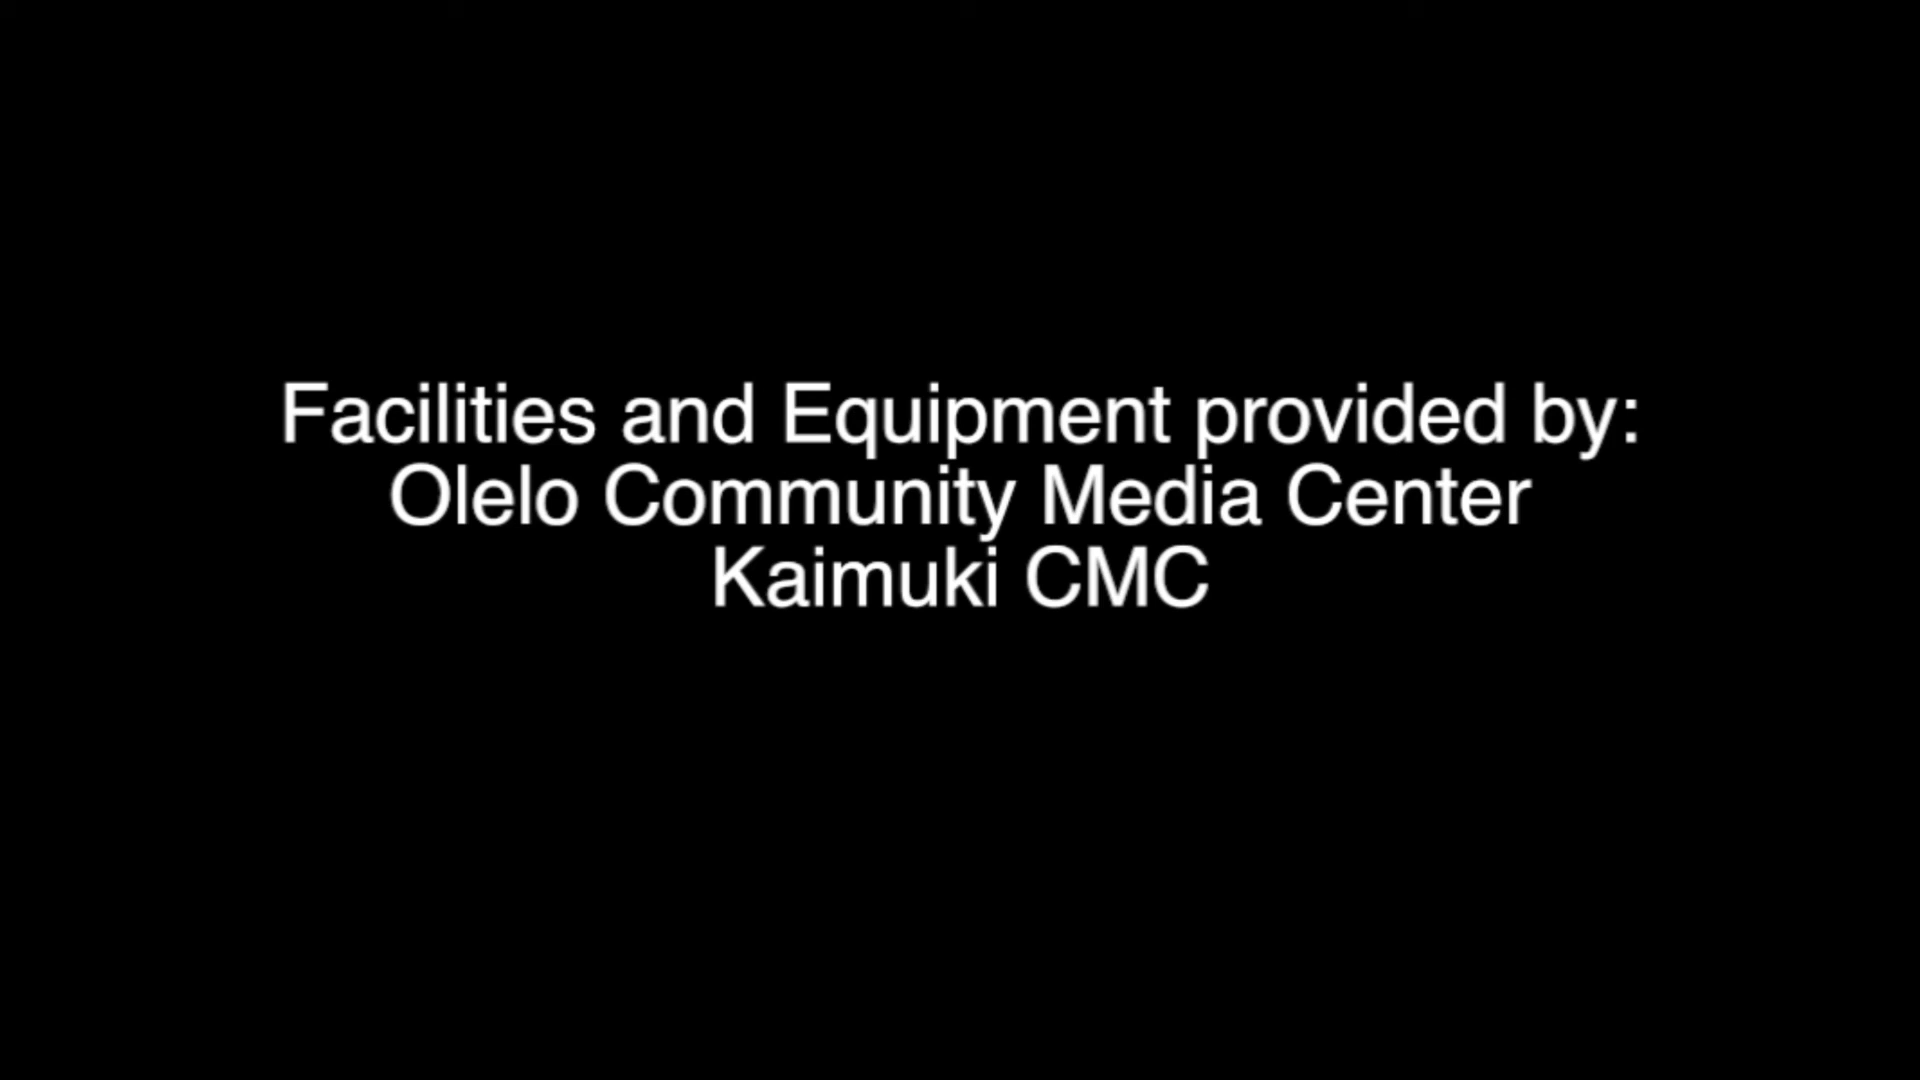 Facilities and Equipment provided by:
Olelo Community Media Center
Kaimuki CMC